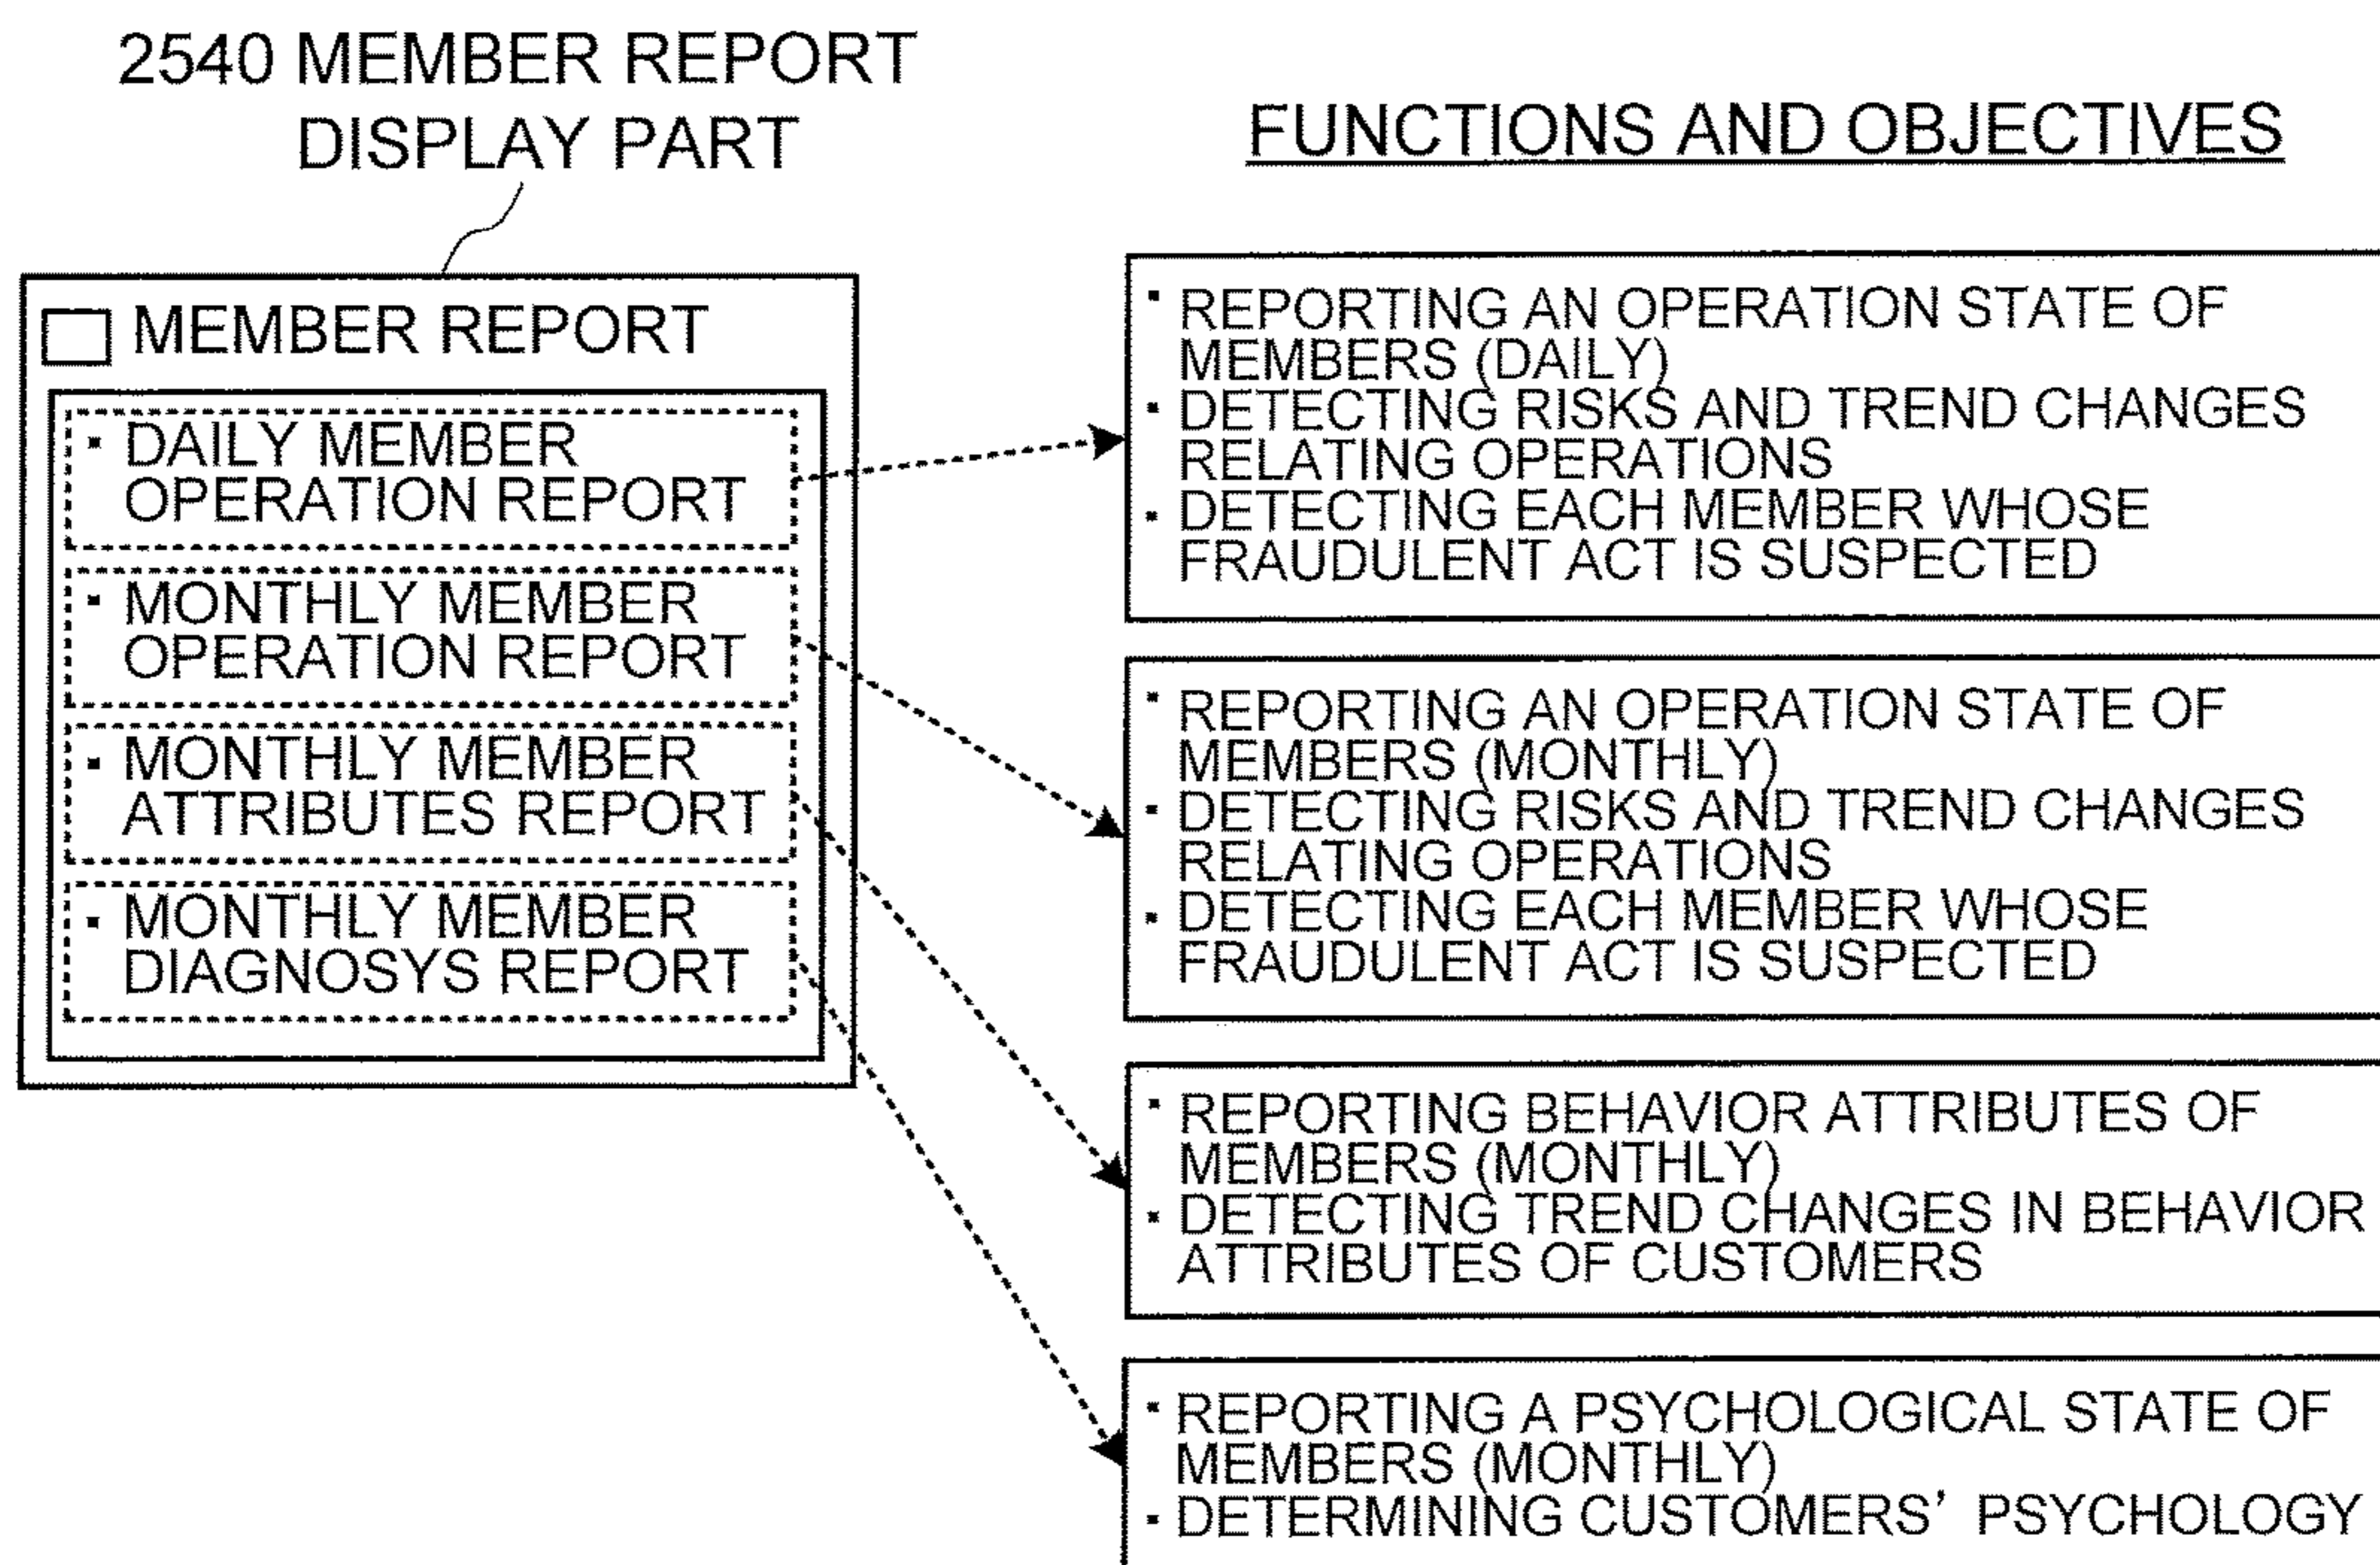 2540 MEMBER REPORT
DISPLAY PART
FUNCTIONS AND OBJECTIVES
MEMBER REPORT
· DAILY MEMBER
OPERATION REPORT
· MONTHLY MEMBER
OPERATION REPORT
· MONTHLY MEMBER
ATTRIBUTES REPORT
· MONTHLY MEMBER
DIAGNOSYS REPORT
· REPORTING AN OPERATION STATE OF
MEMBERS (DAILY)
· DETECTING RISKS AND TREND CHANGES
RELATING OPERATIONS
· DETECTING EACH MEMBER WHOSE
FRAUDULENT ACT IS SUSPECTED
· REPORTING AN OPERATION STATE OF
MEMBERS (MONTHLY)
· DETECTING RISKS AND TREND CHANGES
RELATING OPERATIONS
· DETECTING EACH MEMBER WHOSE
FRAUDULENT ACT IS SUSPECTED
· REPORTING BEHAVIOR ATTRIBUTES OF
MEMBERS (MONTHLY)
· DETECTING TREND CHANGES IN BEHAVIOR
ATTRIBUTES OF CUSTOMERS
· REPORTING A PSYCHOLOGICAL STATE OF
MEMBERS (MONTHLY)
· DETERMINING CUSTOMERS' PSYCHOLOGY